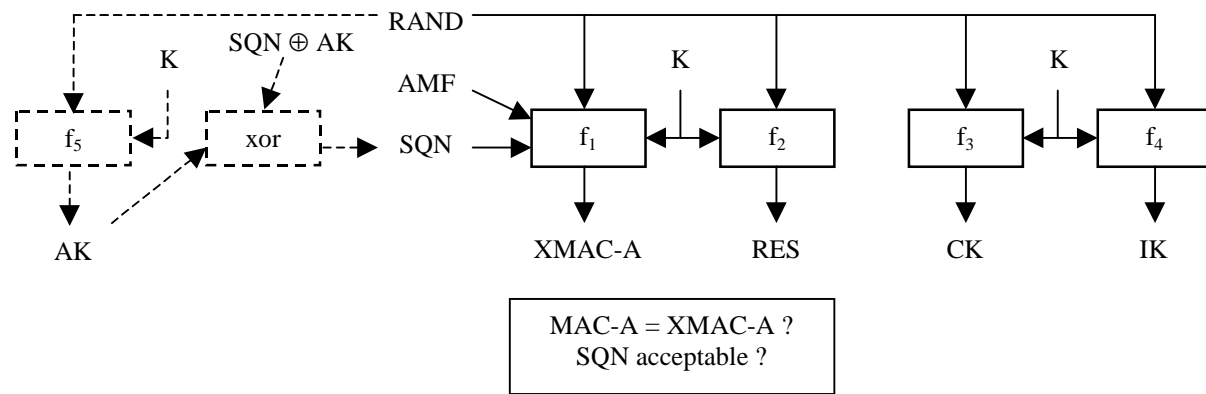 RAND
SQN ⊕ AK
K
K
K
AMF
f5
xor
SQN
f1
f2
f3
f4
AK
XMAC-A
RES
CK
IK
MAC-A = XMAC-A ?
SQN acceptable ?